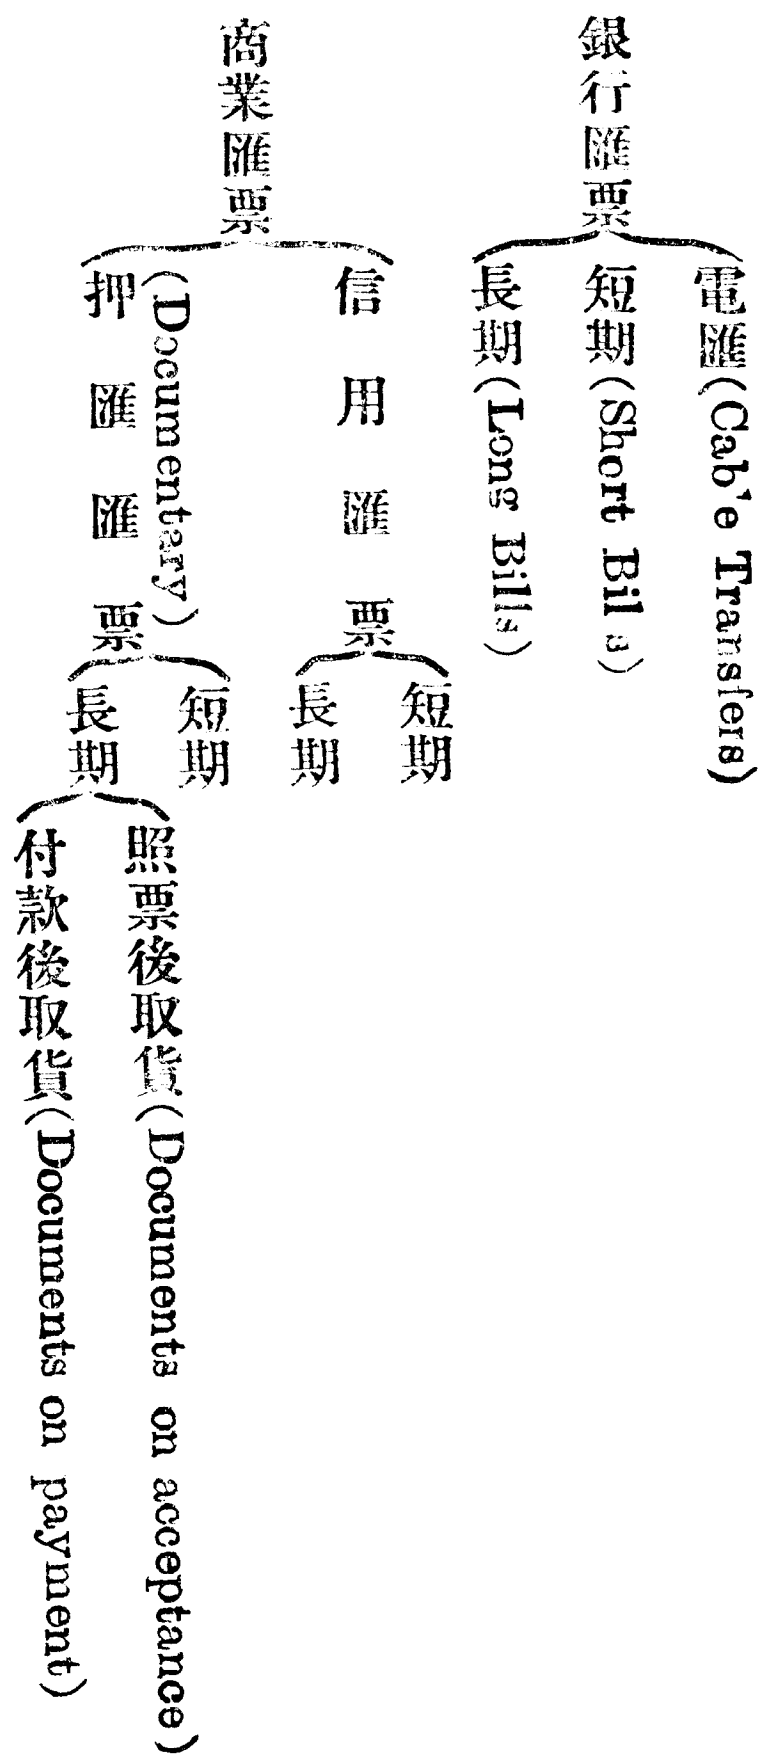 銀行匯票
電匯(Cable Transfers)
短期(Short Bills)
長期(Long Bills)
商業匯票
信用匯票
短期
長期
押匯匯票
(Documentary)
短期
長期
照票後取貨(Documents on acceptance)
付款後取貨(Documents on payment)